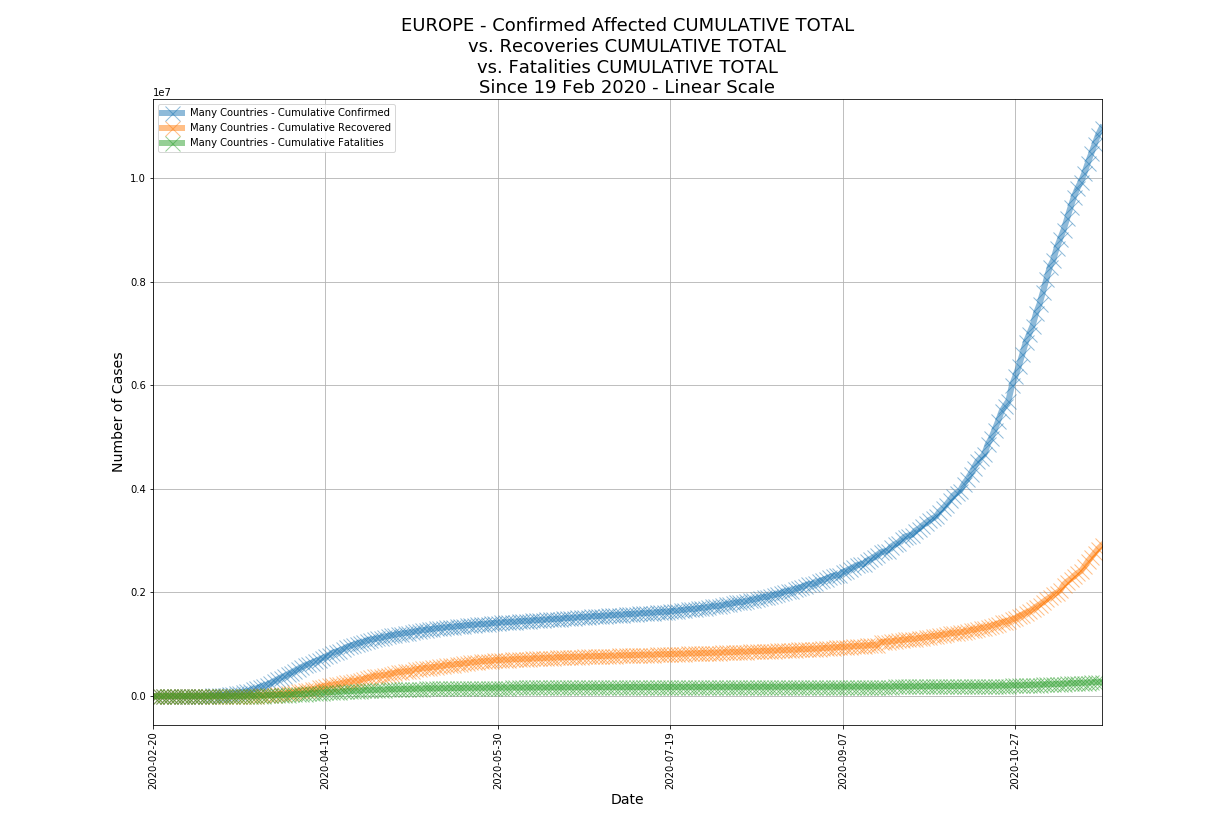 EUROPE - Confirmed Affected CUMULATIVE TOTAL
vs. Recoveries CUMULATIVE TOTAL
vs. Fatalities CUMULATIVE TOTAL
Since 19 Feb 2020 - Linear Scale
1e7
Many Countries - Cumulative Confirmed
Many Countries - Cumulative Recovered
Many Countries - Cumulative Fatalities
1.0
0.8
0.6
0.4
0.2
0.0
Number of Cases
2020-02-20
2020-04-10
2020-05-30
2020-07-19
2020-09-07
2020-10-27
Date